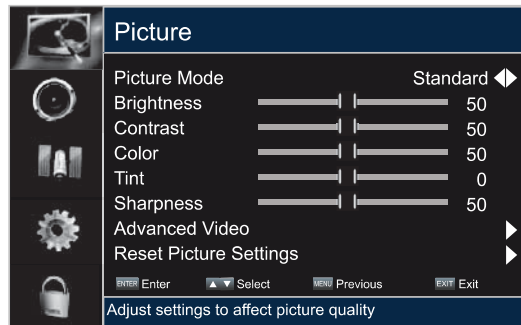 Picture
Picture Mode Standard
Brightness 50
Contrast 50
Color 50
Tint 0
Sharpness 50
Advanced Video
Reset Picture Settings
ENTER Enter ▲ ▼ Select MENU Previous EXIT Exit
Adjust settings to affect picture quality